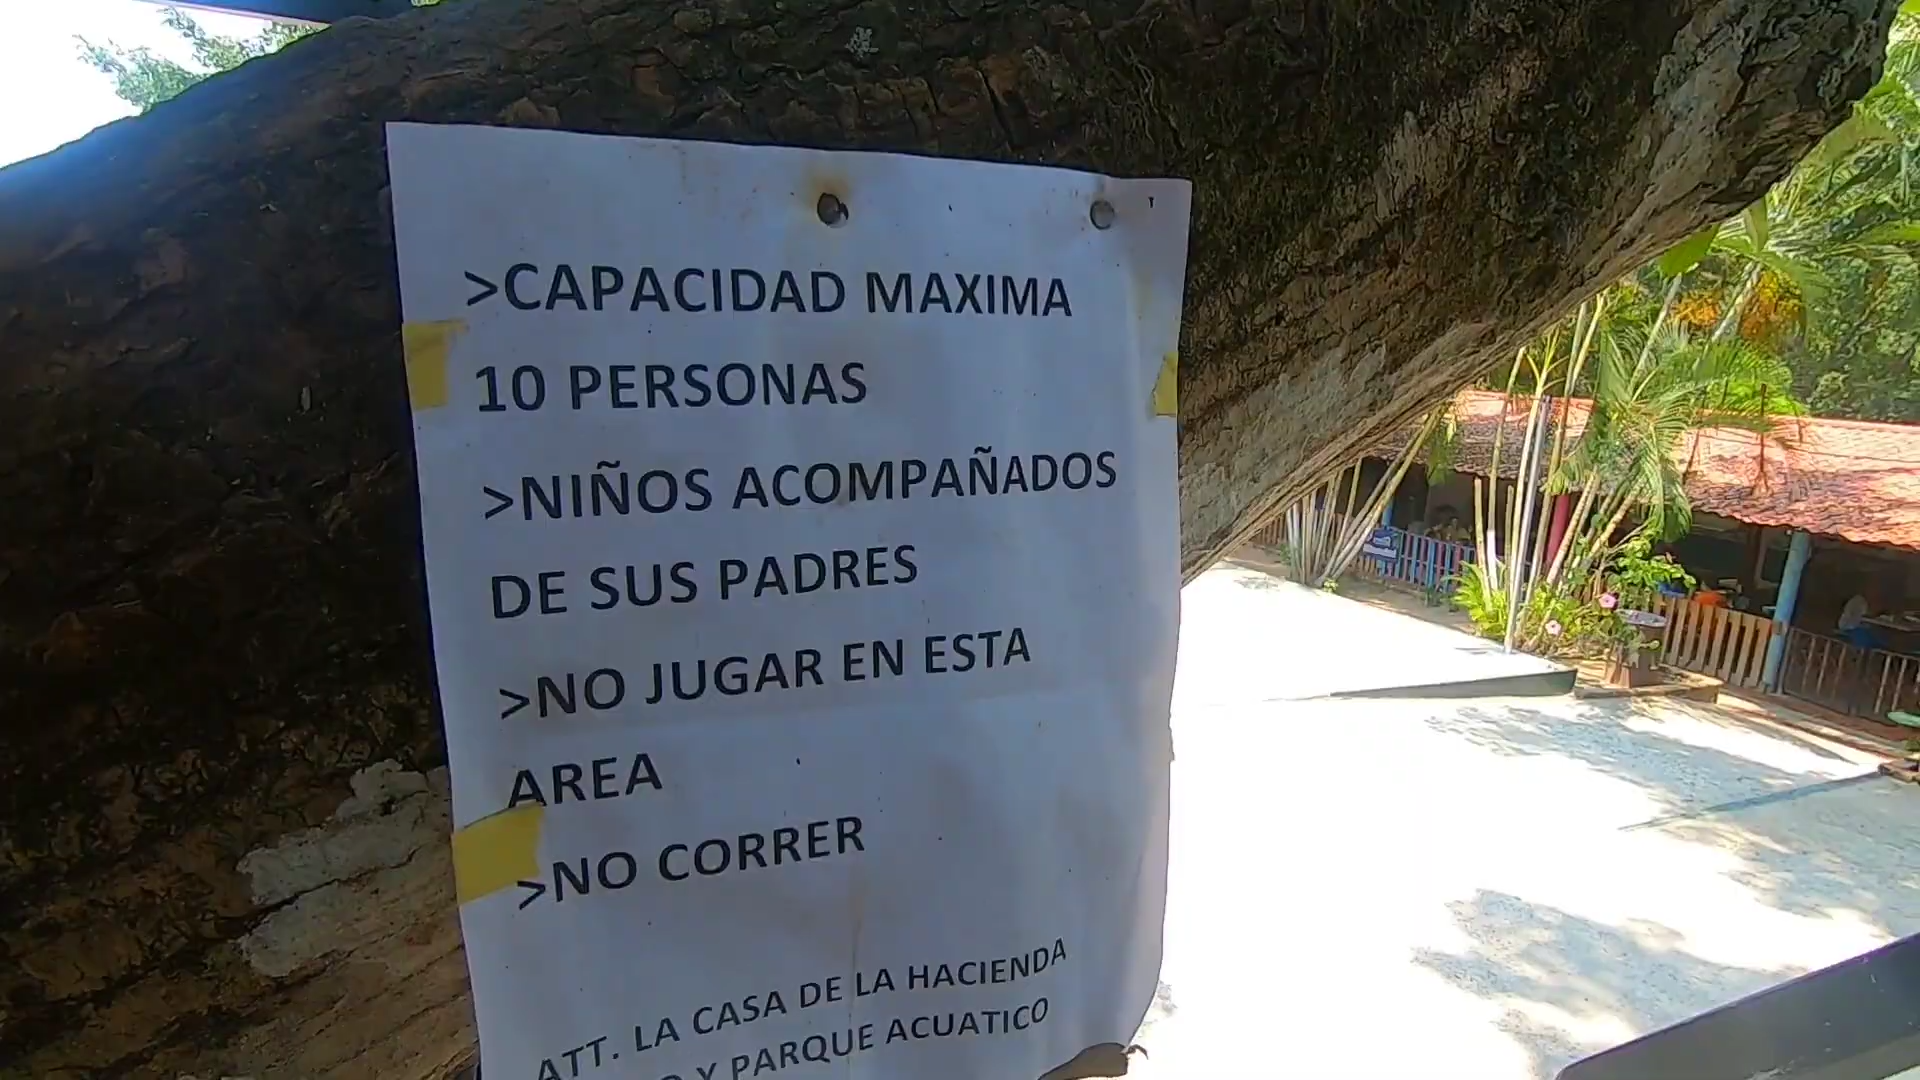 >CAPACIDAD MAXIMA
10 PERSONAS
>NIÑOS ACOMPAÑADOS
DE SUS PADRES
>NO JUGAR EN ESTA
AREA
>NO CORRER
ATT. LA CASA DE LA HACIENDA
Y PARQUE ACUATICO